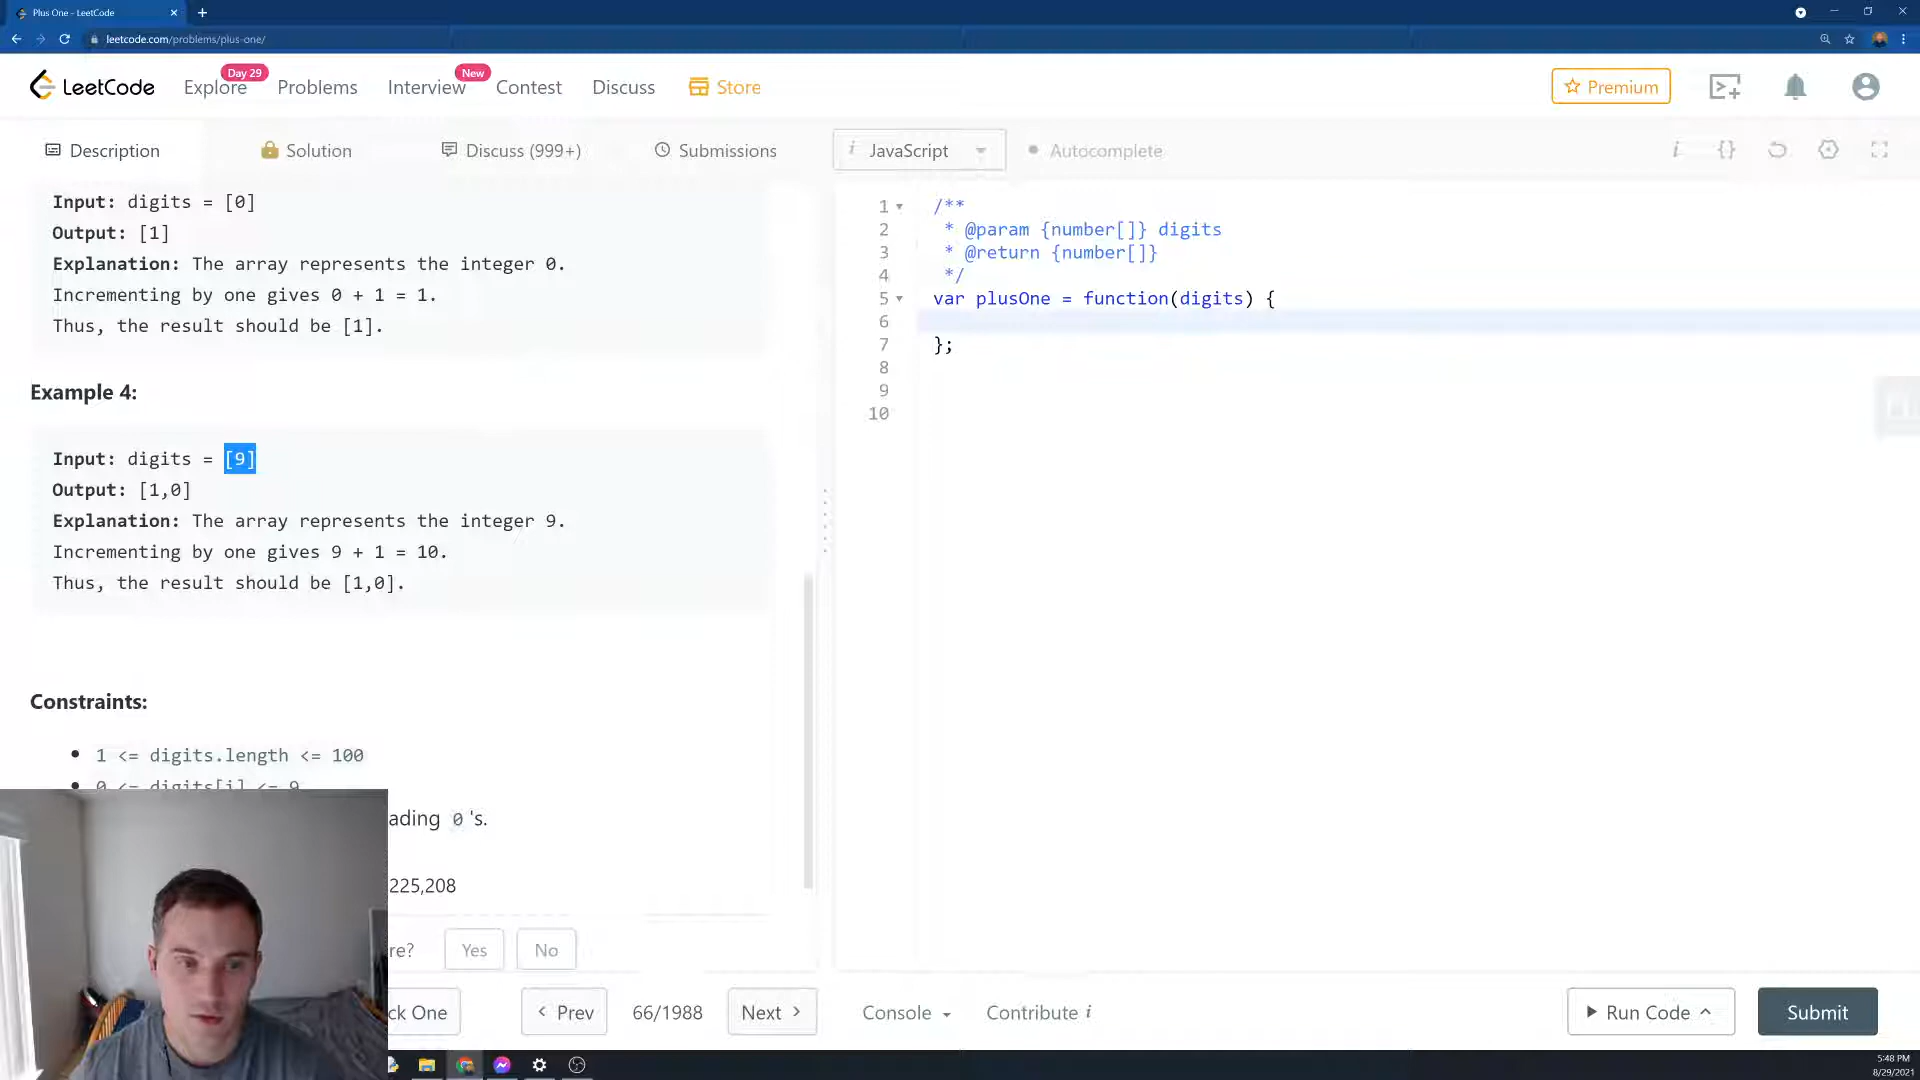 Plus One - LeetCode
leetcode.com/problems/plus-one/
LeetCode
Explore
Day 29
Problems
Interview
New
Contest
Discuss
Store
Premium
Description
Solution
Discuss (999+)
Submissions
Input: digits = [0]
Output: [1]
Explanation: The array represents the integer 0.
Incrementing by one gives 0 + 1 = 1.
Thus, the result should be [1].
Example 4:
Input: digits = [9]
Output: [1,0]
Explanation: The array represents the integer 9.
Incrementing by one gives 9 + 1 = 10.
Thus, the result should be [1,0].
Constraints:
1 <= digits.length <= 100
0 <= digits[i] <= 9
ading 0 's.
225,208
re?
Yes
No
ck One
Prev
66/1988
Next
i JavaScript
Autocomplete
i {}
1 /**
2 * @param {number[]} digits
3 * @return {number[]}
4 */
5 var plusOne = function(digits) {
6
7 };
8
9
10
Console
Contribute i
Run Code
Submit
5:48 PM
8/29/2021